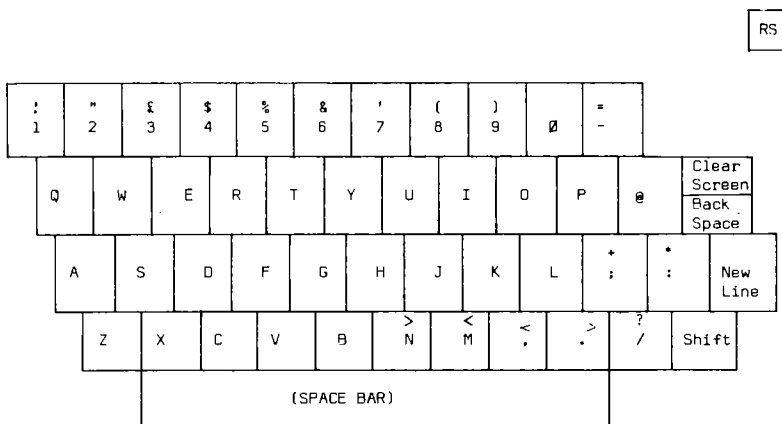 RS
! " £ $ % & ' ( ) =
1 2 3 4 5 6 7 8 9 Ø -
Q W E R T Y U I O P @ Clear Screen
Back Space
+ *
A S D F G H J K L ; : New Line
> < < > ?
Z X C V B N M , . / Shift
(SPACE BAR)